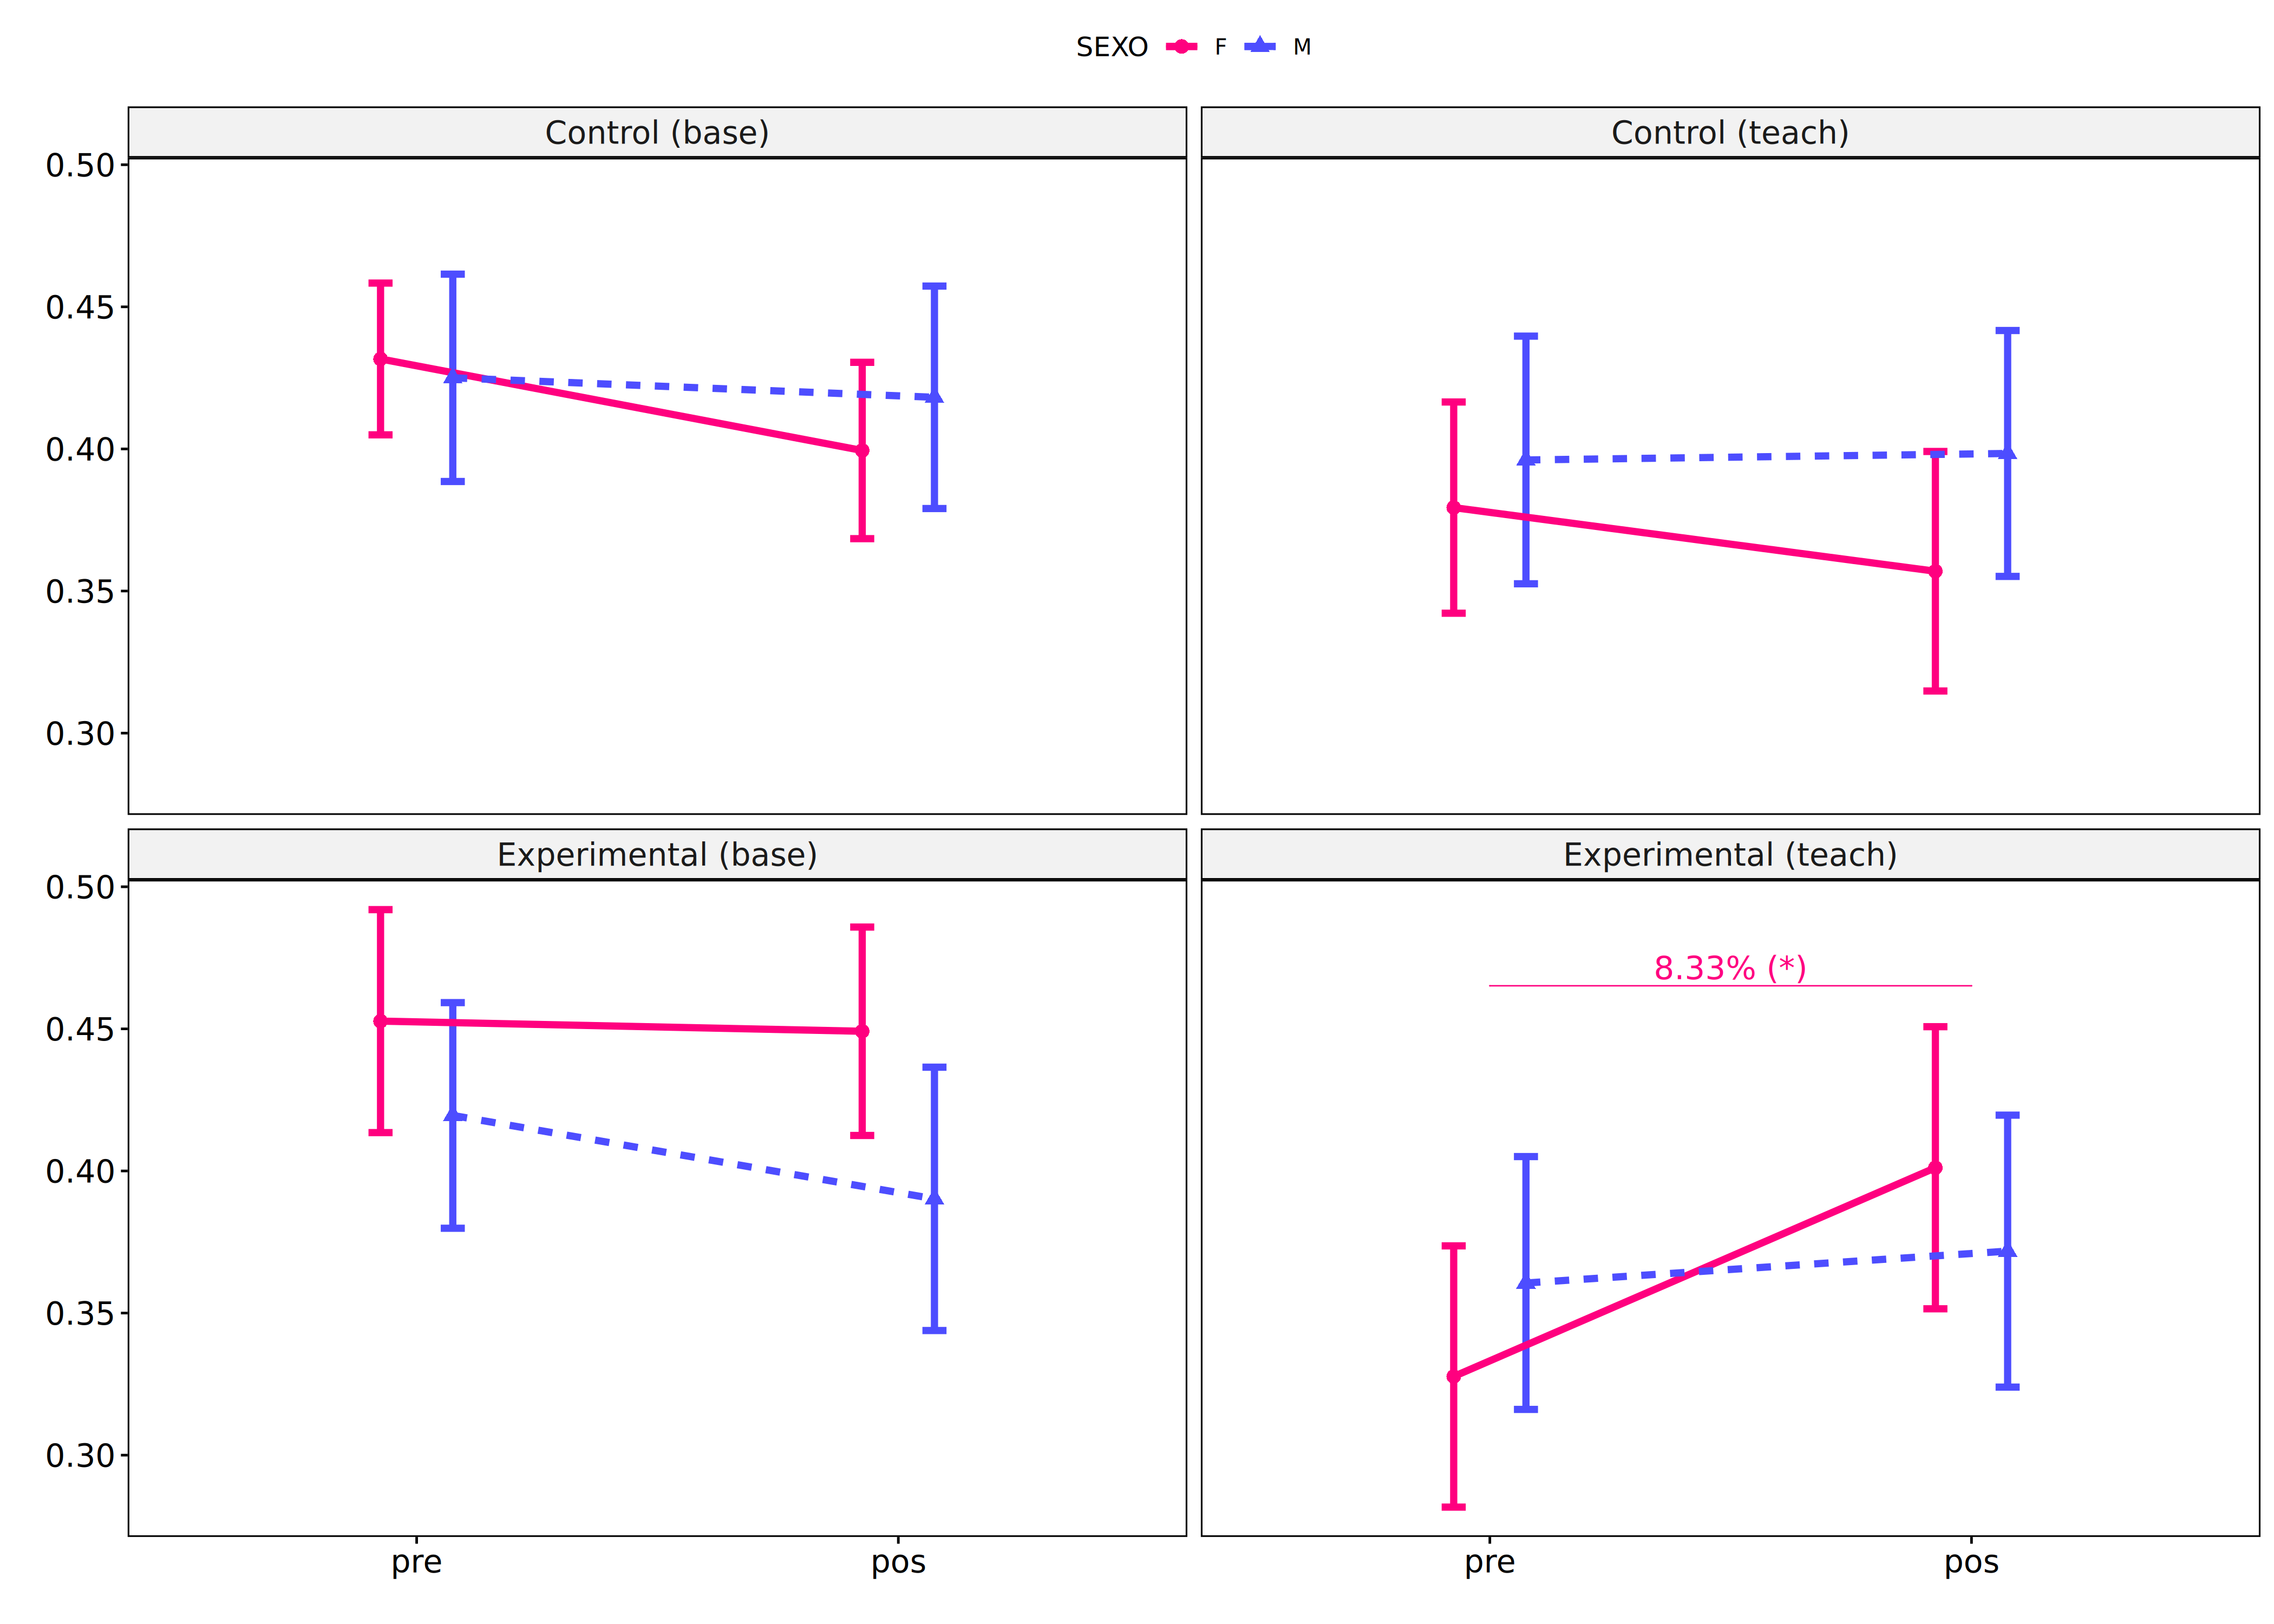 SEXO F M
Control (base)
Control (teach)
0.50
0.45
0.40
0.35
0.30
Experimental (base)
Experimental (teach)
0.50
0.45
0.40
0.35
0.30
8.33% (*)
pre pos
pre pos